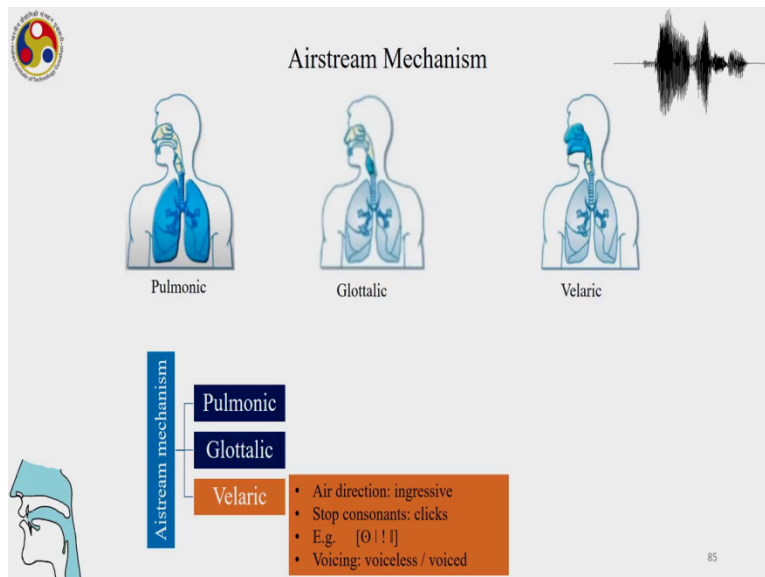 Airstream Mechanism
Pulmonic
Glottalic
Velaric
Aistream mechanism
Pulmonic
Glottalic
Velaric
• Air direction: ingressive
• Stop consonants: clicks
• E.g. [ʘ | ! ‖]
• Voicing: voiceless / voiced
85